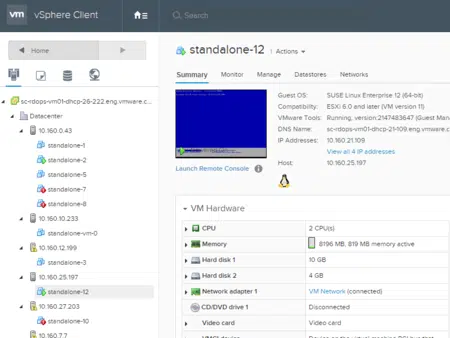 vm vSphere Client
Search
Home
standalone-12
Actions
Summary Monitor Manage Datastores Networks
sc-rdops-vm01-dhcp-26-222.eng.vmware.c...
Datacenter
10.160.0.43
standalone-1
standalone-2
standalone-5
standalone-7
standalone-8
10.160.10.233
standalone-vm-0
10.160.12.199
standalone-3
10.160.25.197
standalone-12
10.160.27.203
standalone-10
10.160.7.7
Guest OS: SUSE Linux Enterprise 12 (64-bit)
Compatibility: ESXi 6.0 and later (VM version 11)
VMware Tools: Running, version:2147483647 (Guest Man
DNS Name: sc-rdops-vm01-dhcp-21-109.eng.vmware.c
IP Addresses: 10.160.21.109
View all 4 IP addresses
Host: 10.160.25.197
Launch Remote Console
VM Hardware
CPU 2 CPU(s)
Memory 8196 MB, 819 MB memory active
Hard disk 1 10 GB
Hard disk 2 4 GB
Network adapter 1 VM Network (connected)
CD/DVD drive 1 Disconnected
Video card Video card